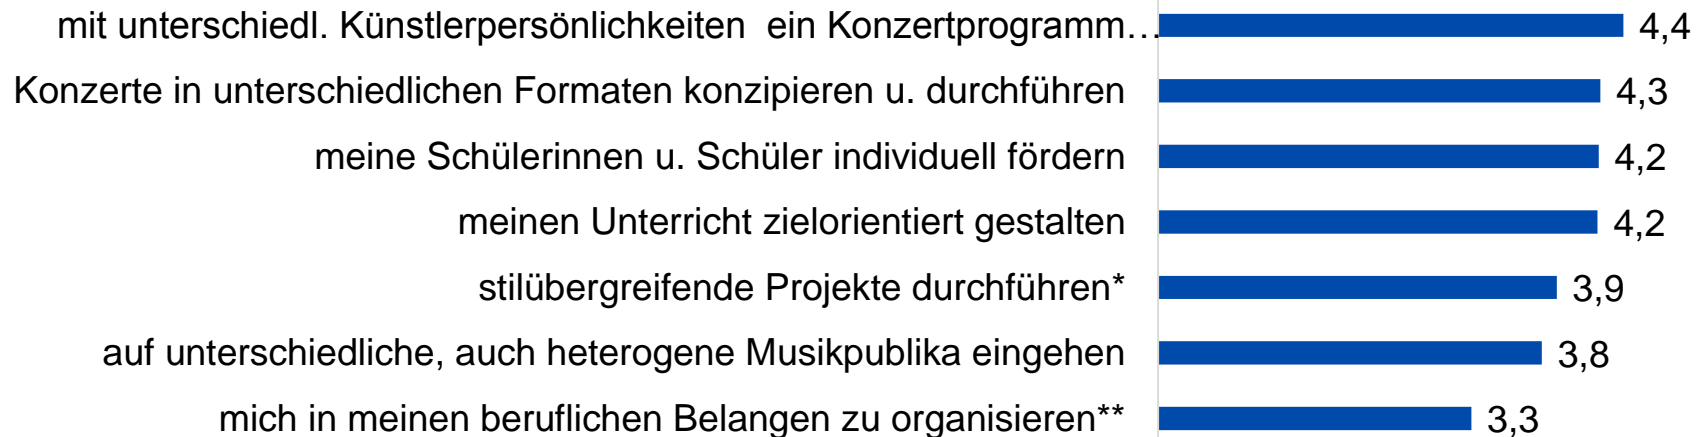 mit unterschiedl. Künstlerpersönlichkeiten  ein Konzertprogramm… 4,4
Konzerte in unterschiedlichen Formaten konzipieren u. durchführen 4,3
meine Schülerinnen u. Schüler individuell fördern 4,2
meinen Unterricht zielorientiert gestalten 4,2
stilübergreifende Projekte durchführen* 3,9
auf unterschiedliche, auch heterogene Musikpublika eingehen 3,8
mich in meinen beruflichen Belangen zu organisieren** 3,3